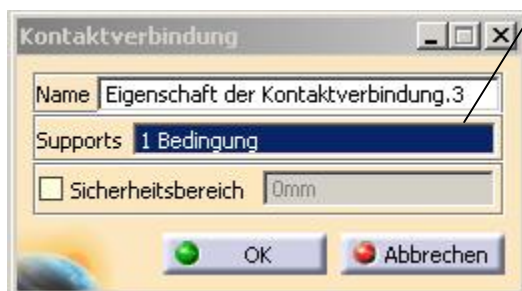 Kontaktverbindung
Name Eigenschaft der Kontaktverbindung.3
Supports 1 Bedingung
Sicherheitsbereich 0mm
OK Abbrechen